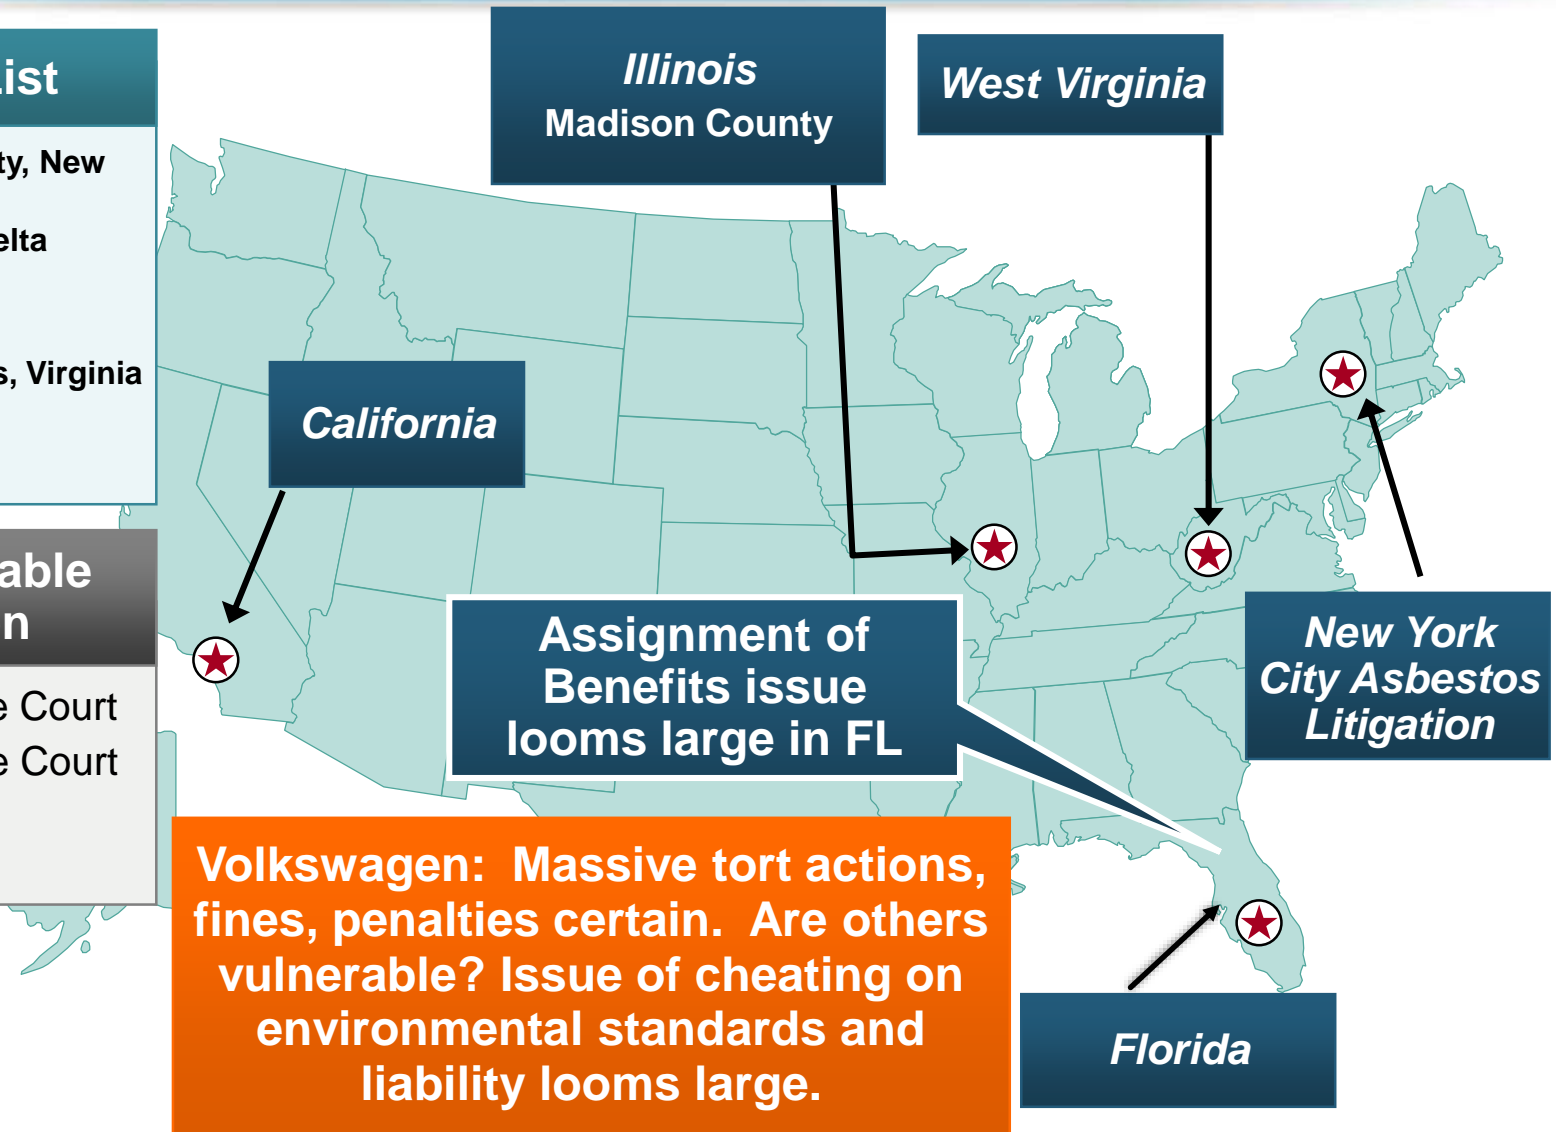 ist
ty, New
elta
s, Virginia
able
n
e Court
e Court
Illinois
Madison County
West Virginia
California
Assignment of
Benefits issue
looms large in FL
New York
City Asbestos
Litigation
Volkswagen: Massive tort actions,
fines, penalties certain. Are others
vulnerable? Issue of cheating on
environmental standards and
liability looms large.
Florida